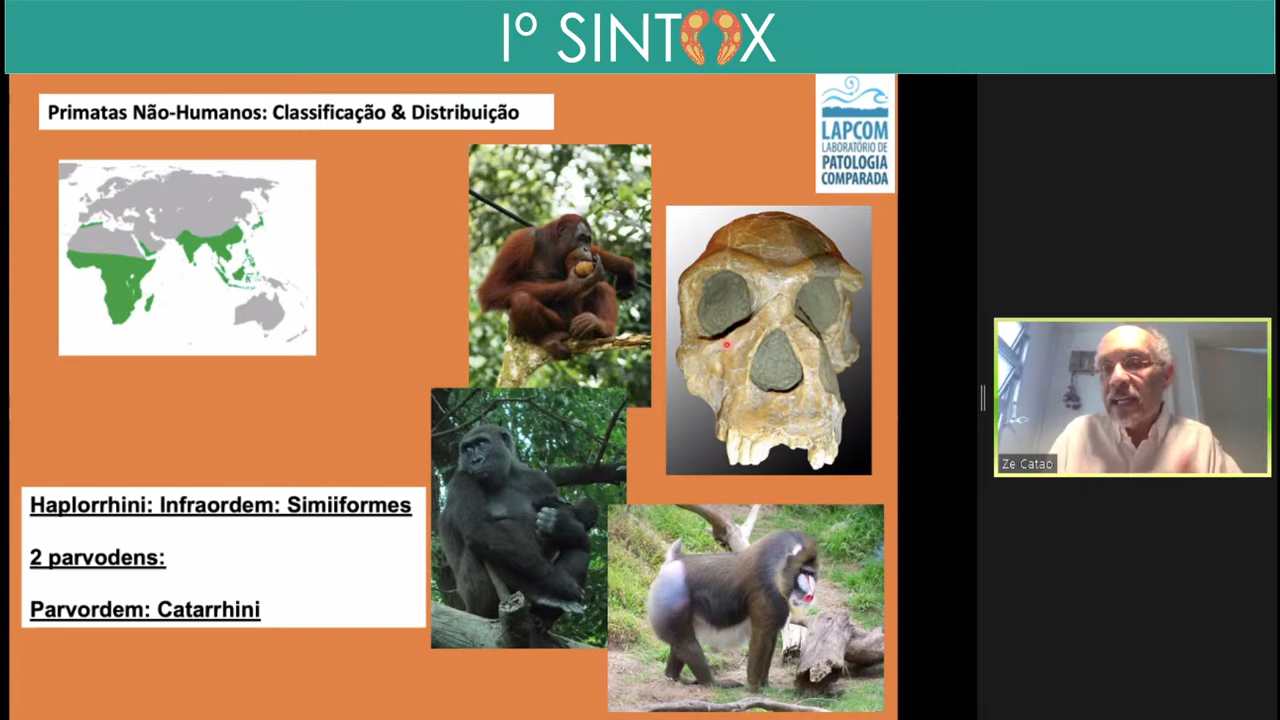 Iº SINTOX
Primatas Não-Humanos: Classificação & Distribuição
LAPCOM
LABORATÓRIO DE
PATOLOGIA
COMPARADA
Haplorrhini: Infraordem: Simiiformes
2 parvodens:
Parvordem: Catarrhini
Ze Catao